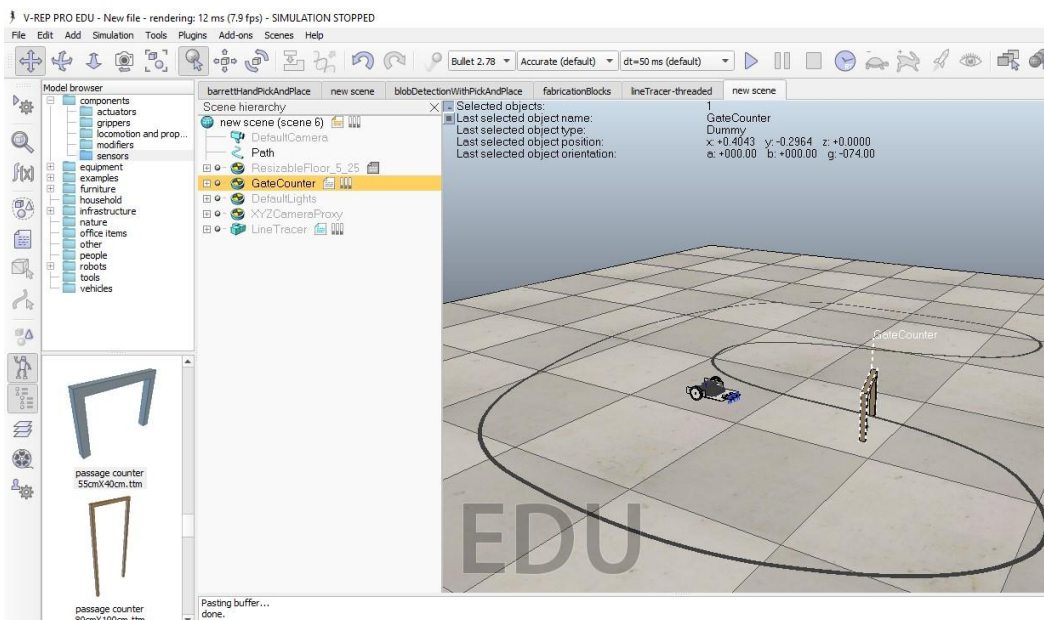 V-REP PRO EDU - New file - rendering: 12 ms (7.9 fps) - SIMULATION STOPPED
File Edit Add Simulation Tools Plugins Add-ons Scenes Help
Bullet 2.78 Accurate (default) dt=50 ms (default)
Model browser
components
actuators
grippers
locomotion and prop...
modifiers
sensors
equipment
examples
furniture
household
infrastructure
nature
office items
other
people
robots
tools
vehicles
passage counter
55cmX40cm.ttm
passage counter
80cmX190cm.ttm
barrettHandPickAndPlace new scene blobDetectionWithPickAndPlace fabricationBlocks lineTracer-threaded new scene
Scene hierarchy
new scene (scene 6)
DefaultCamera
Path
ResizableFloor_5_25
GateCounter
DefaultLights
XYZCameraProxy
LineTracer
Selected objects: 1
Last selected object name: GateCounter
Last selected object type: Dummy
Last selected object position: x: +0.4043 y: -0.2964 z: +0.0000
Last selected object orientation: a: +000.00 b: +000.00 g: -074.00
GateCounter
EDU
f(x)
Pasting buffer...
done.